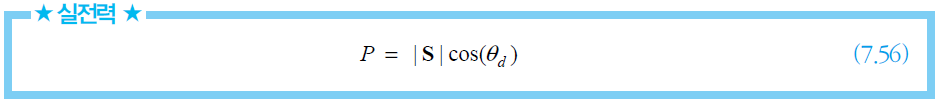 ★ 실전력 ★
P = |S| cos(θ_d) (7.56)